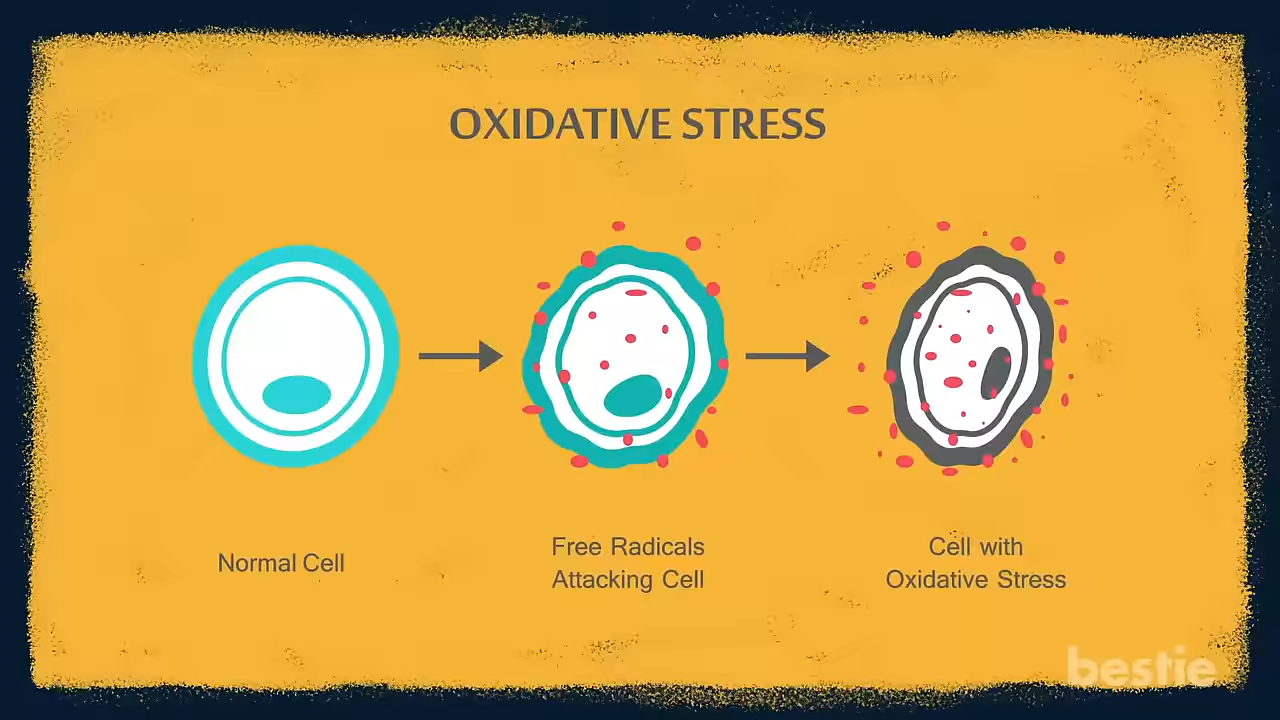 OXIDATIVE STRESS
Normal Cell
Free Radicals
Attacking Cell
Cell with
Oxidative Stress
bestie